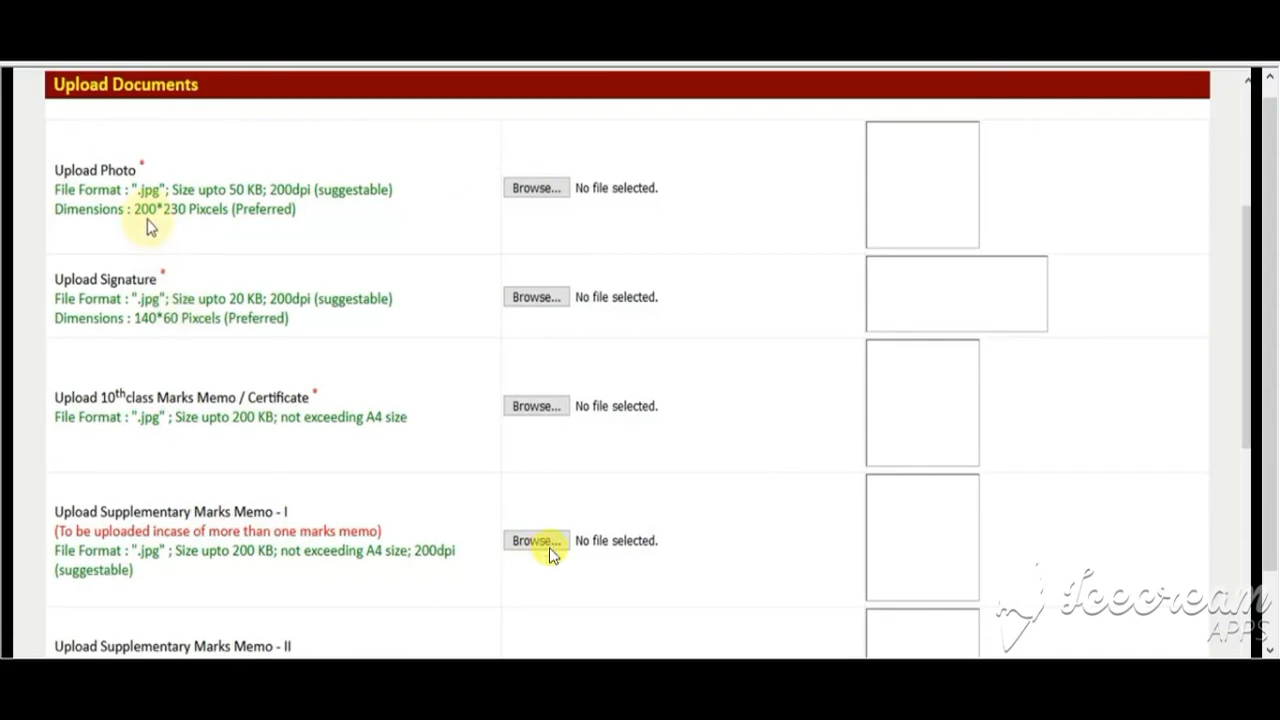 Upload Documents
Upload Photo *
File Format : ".jpg"; Size upto 50 KB; 200dpi (suggestable)
Dimensions : 200*230 Pixcels (Preferred)
Browse... No file selected.
Upload Signature *
File Format : ".jpg"; Size upto 20 KB; 200dpi (suggestable)
Dimensions : 140*60 Pixcels (Preferred)
Browse... No file selected.
Upload 10thclass Marks Memo / Certificate *
File Format : ".jpg" ; Size upto 200 KB; not exceeding A4 size
Browse... No file selected.
Upload Supplementary Marks Memo - I
(To be uploaded incase of more than one marks memo)
File Format : ".jpg" ; Size upto 200 KB; not exceeding A4 size; 200dpi
(suggestable)
Browse... No file selected.
Upload Supplementary Marks Memo - II
Icecream
APPS